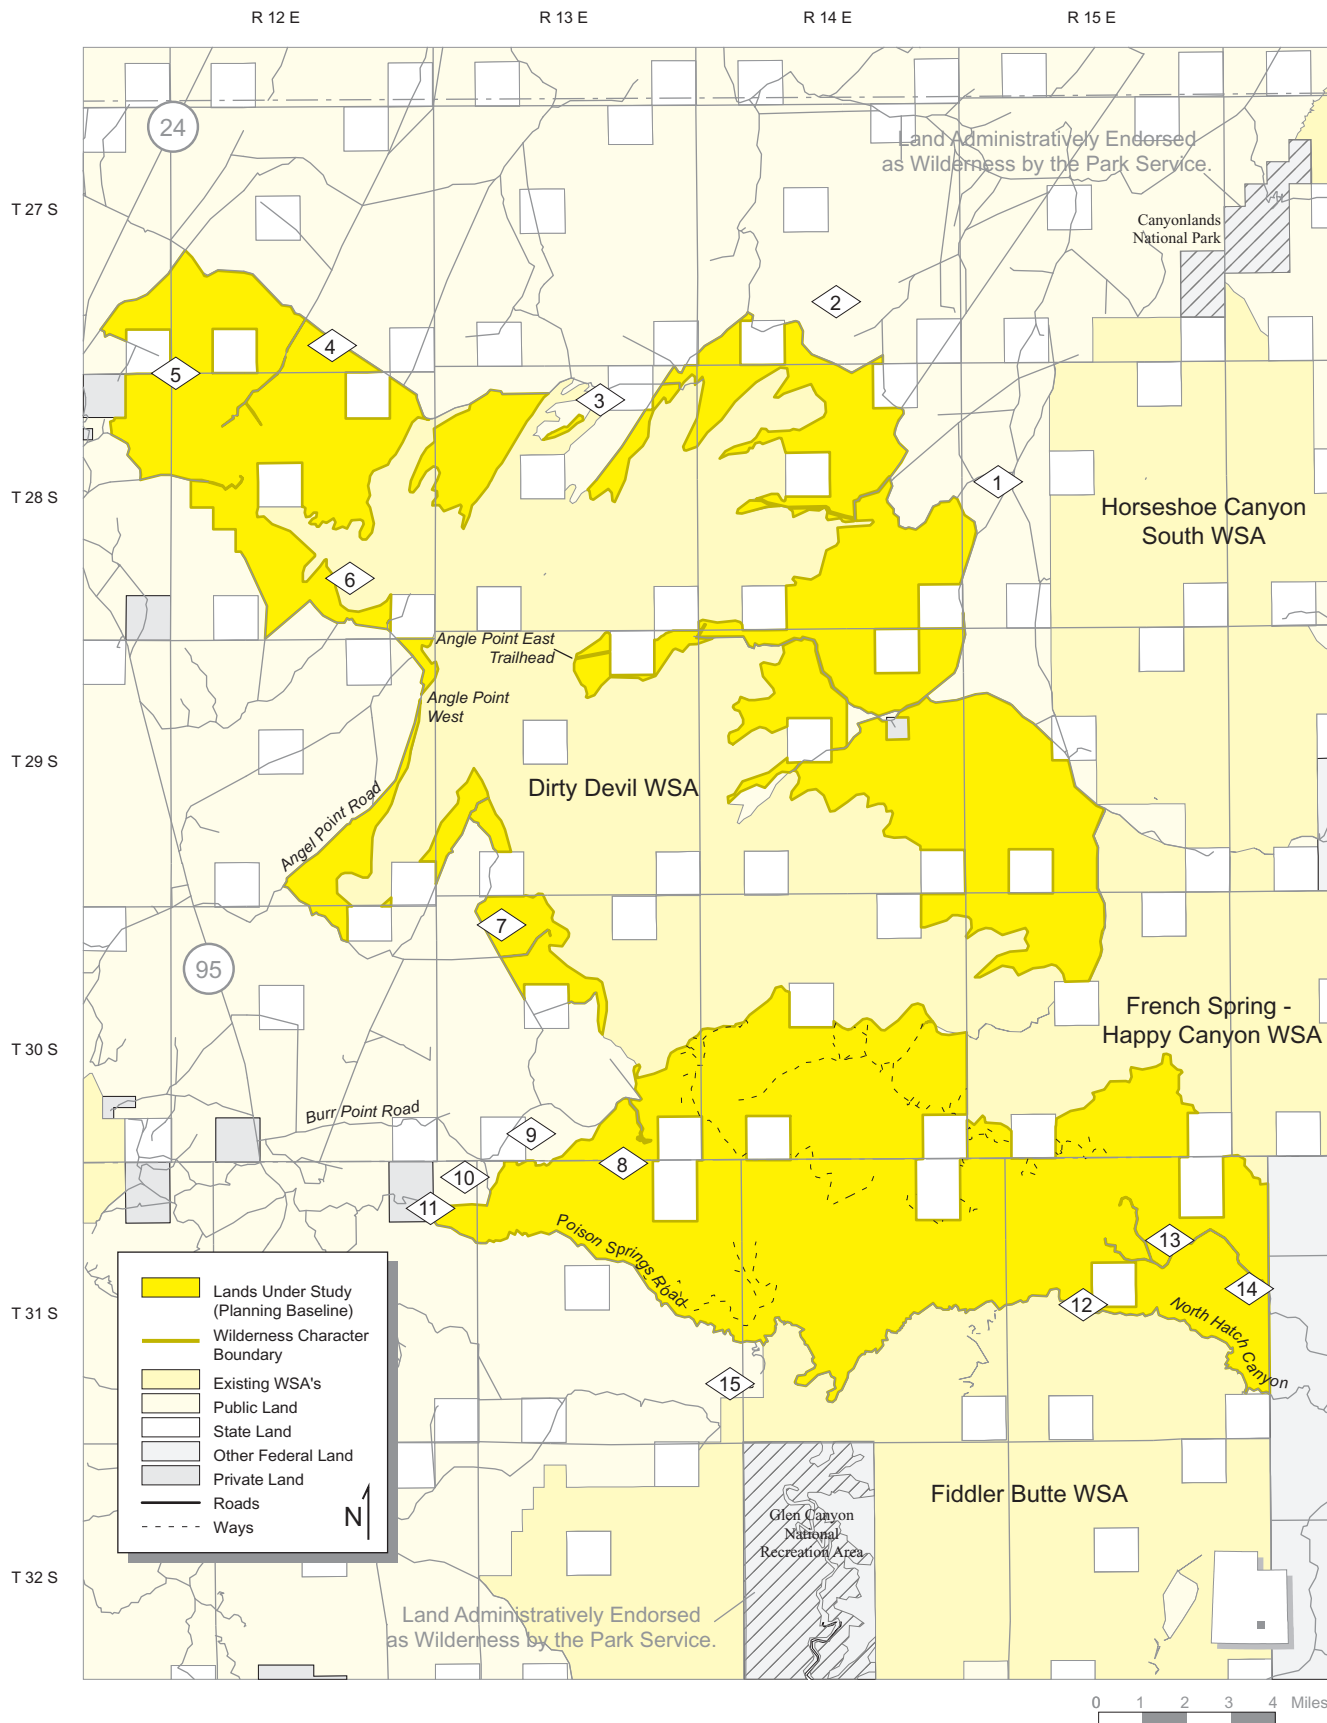 R 12 E
R 13 E
R 14 E
R 15 E
24
Land Administratively Endorsed
as Wilderness by the Park Service.
T 27 S
Canyonlands
National Park
2
4
5
3
1
T 28 S
Horseshoe Canyon
South WSA
6
Angle Point East
Trailhead
Angle Point
West
T 29 S
Dirty Devil WSA
Angel Point Road
7
95
French Spring -
Happy Canyon WSA
T 30 S
Burr Point Road
9
8
10
11
Poison Springs Road
13
14
12
North Hatch Canyon
T 31 S
15
Lands Under Study
(Planning Baseline)
Wilderness Character
Boundary
Existing WSA's
Public Land
State Land
Other Federal Land
Private Land
Roads
Ways
N
Fiddler Butte WSA
Glen Canyon
National
Recreation Area
T 32 S
Land Administratively Endorsed
as Wilderness by the Park Service.
0 1 2 3 4 Miles